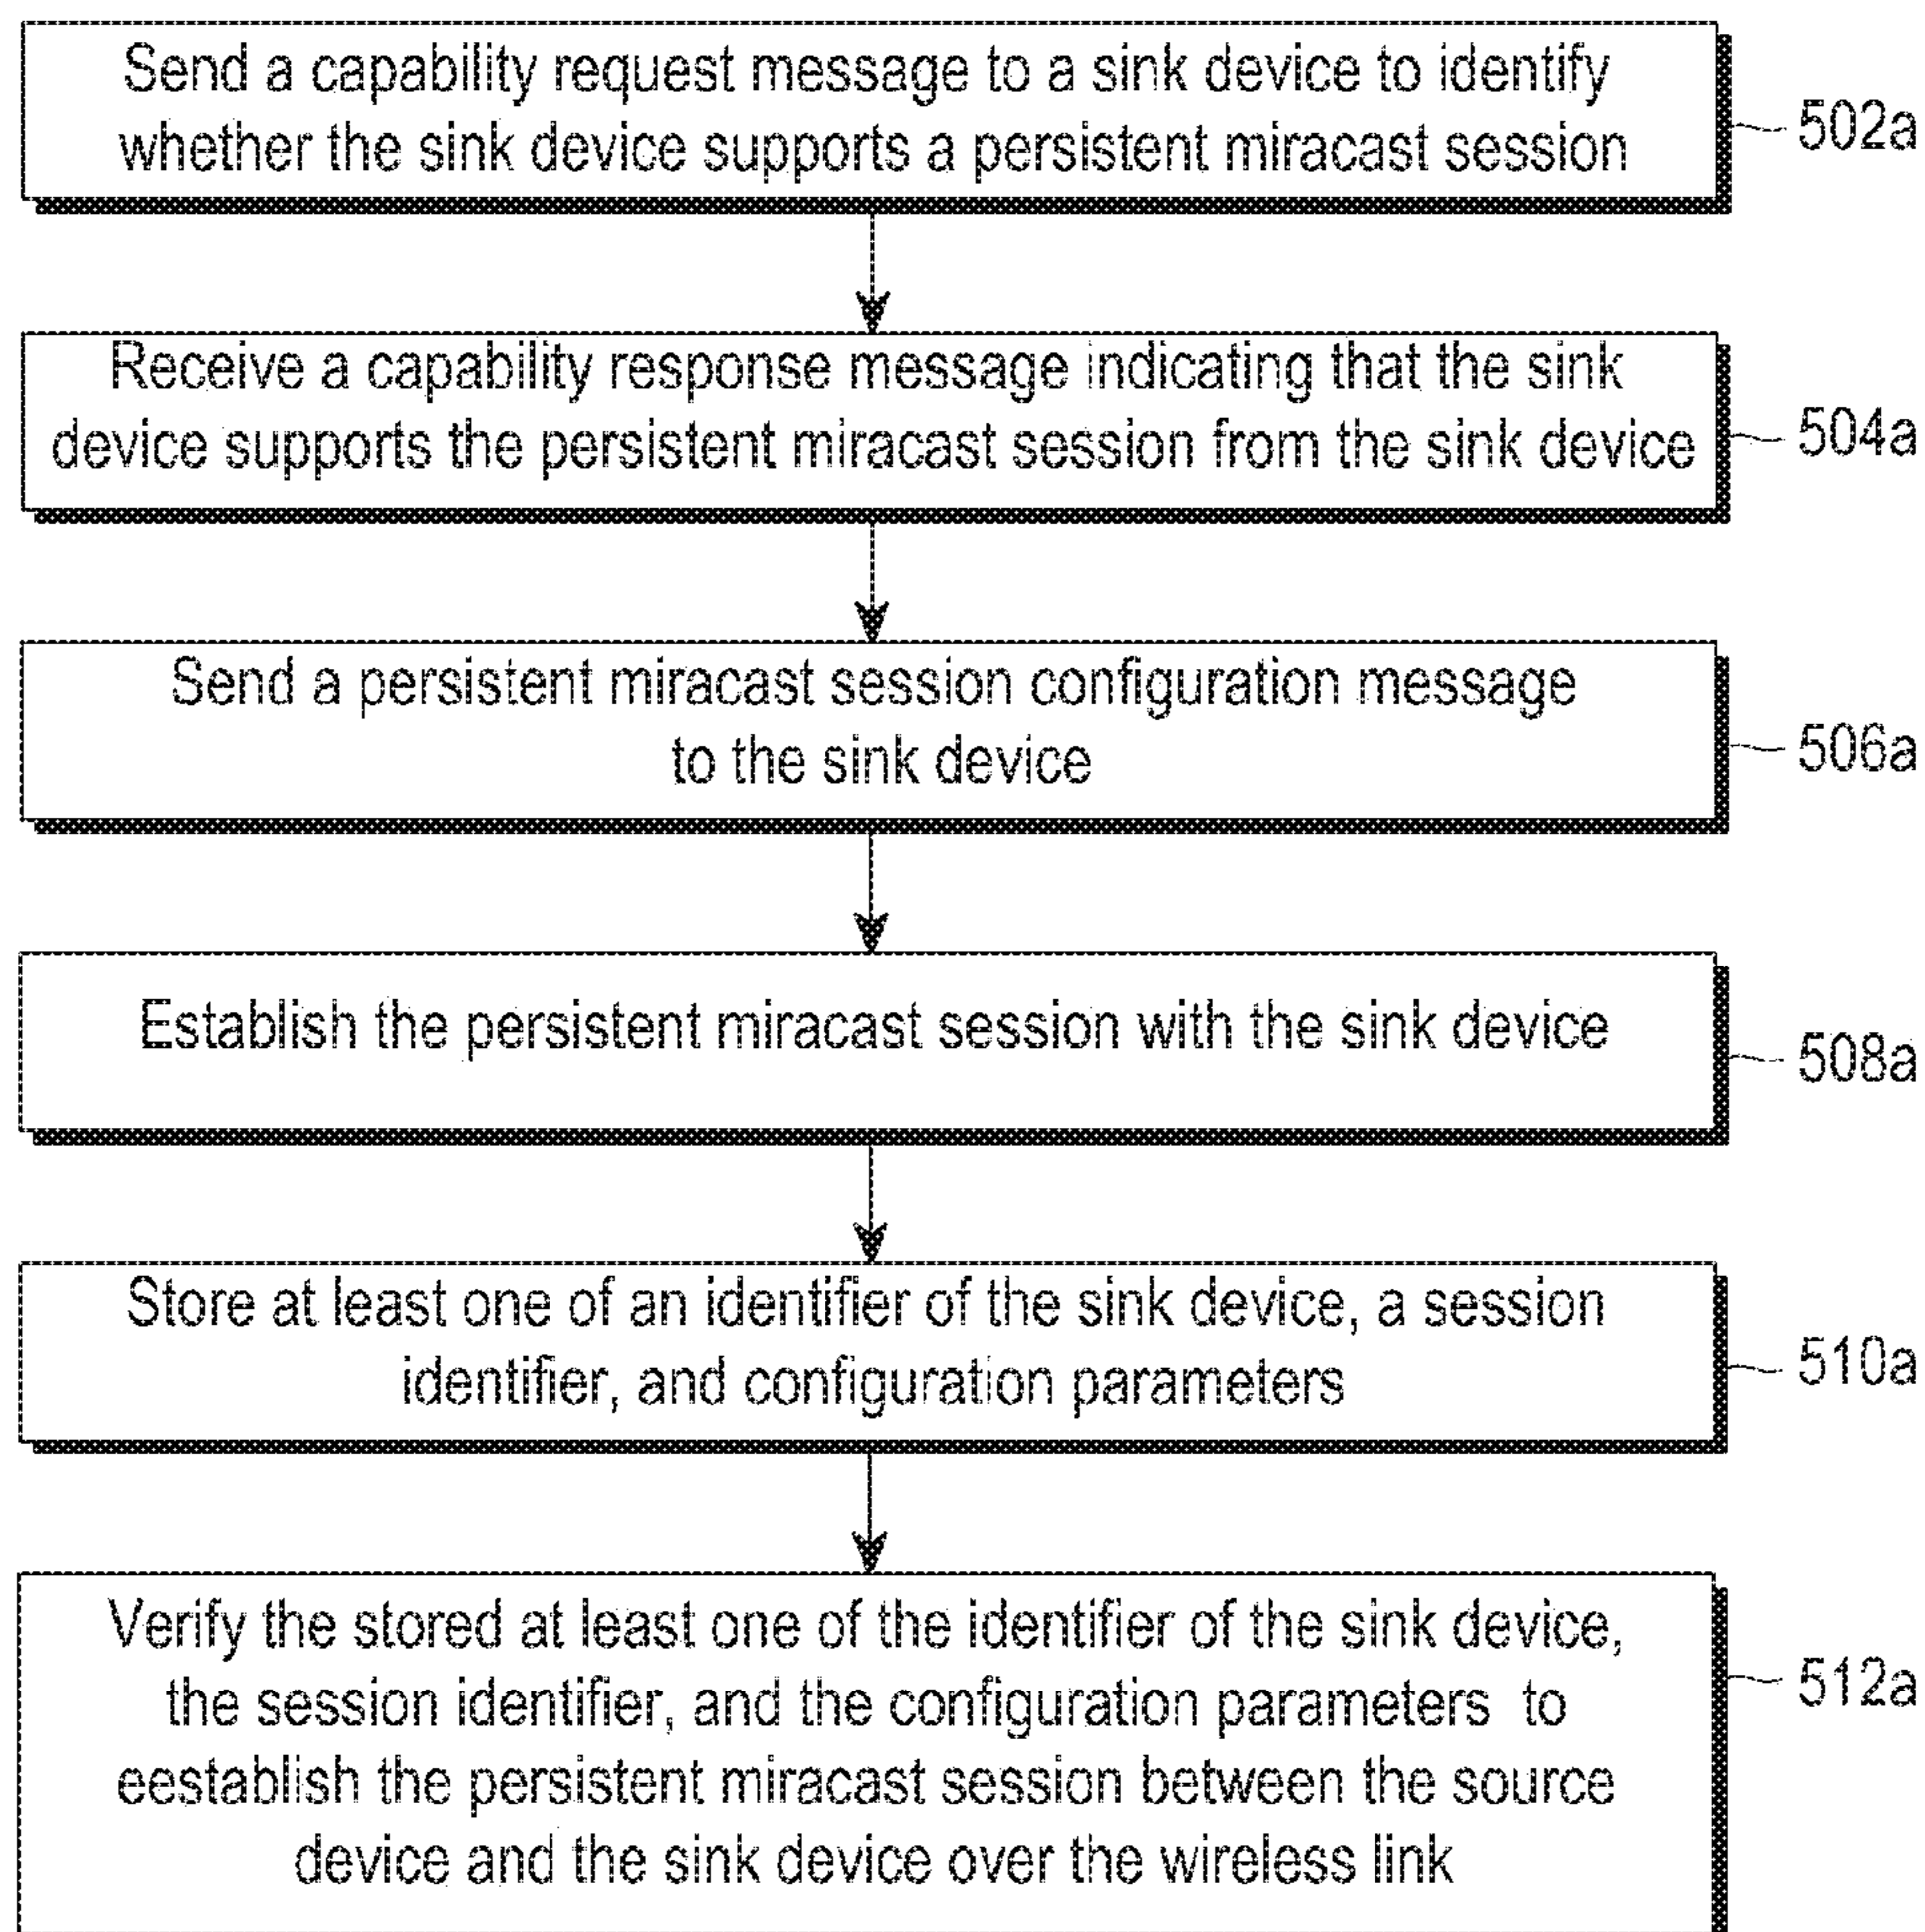 Send a capability request message to a sink device to identify
whether the sink device supports a persistent miracast session
502a
Receive a capability response message indicating that the sink
device supports the persistent miracast session from the sink device
504a
Send a persistent miracast session configuration message
to the sink device
506a
Establish the persistent miracast session with the sink device
508a
Store at least one of an identifier of the sink device, a session
identifier, and configuration parameters
510a
Verify the stored at least one of the identifier of the sink device,
the session identifier, and the configuration parameters to
eestablish the persistent miracast session between the source
device and the sink device over the wireless link
512a